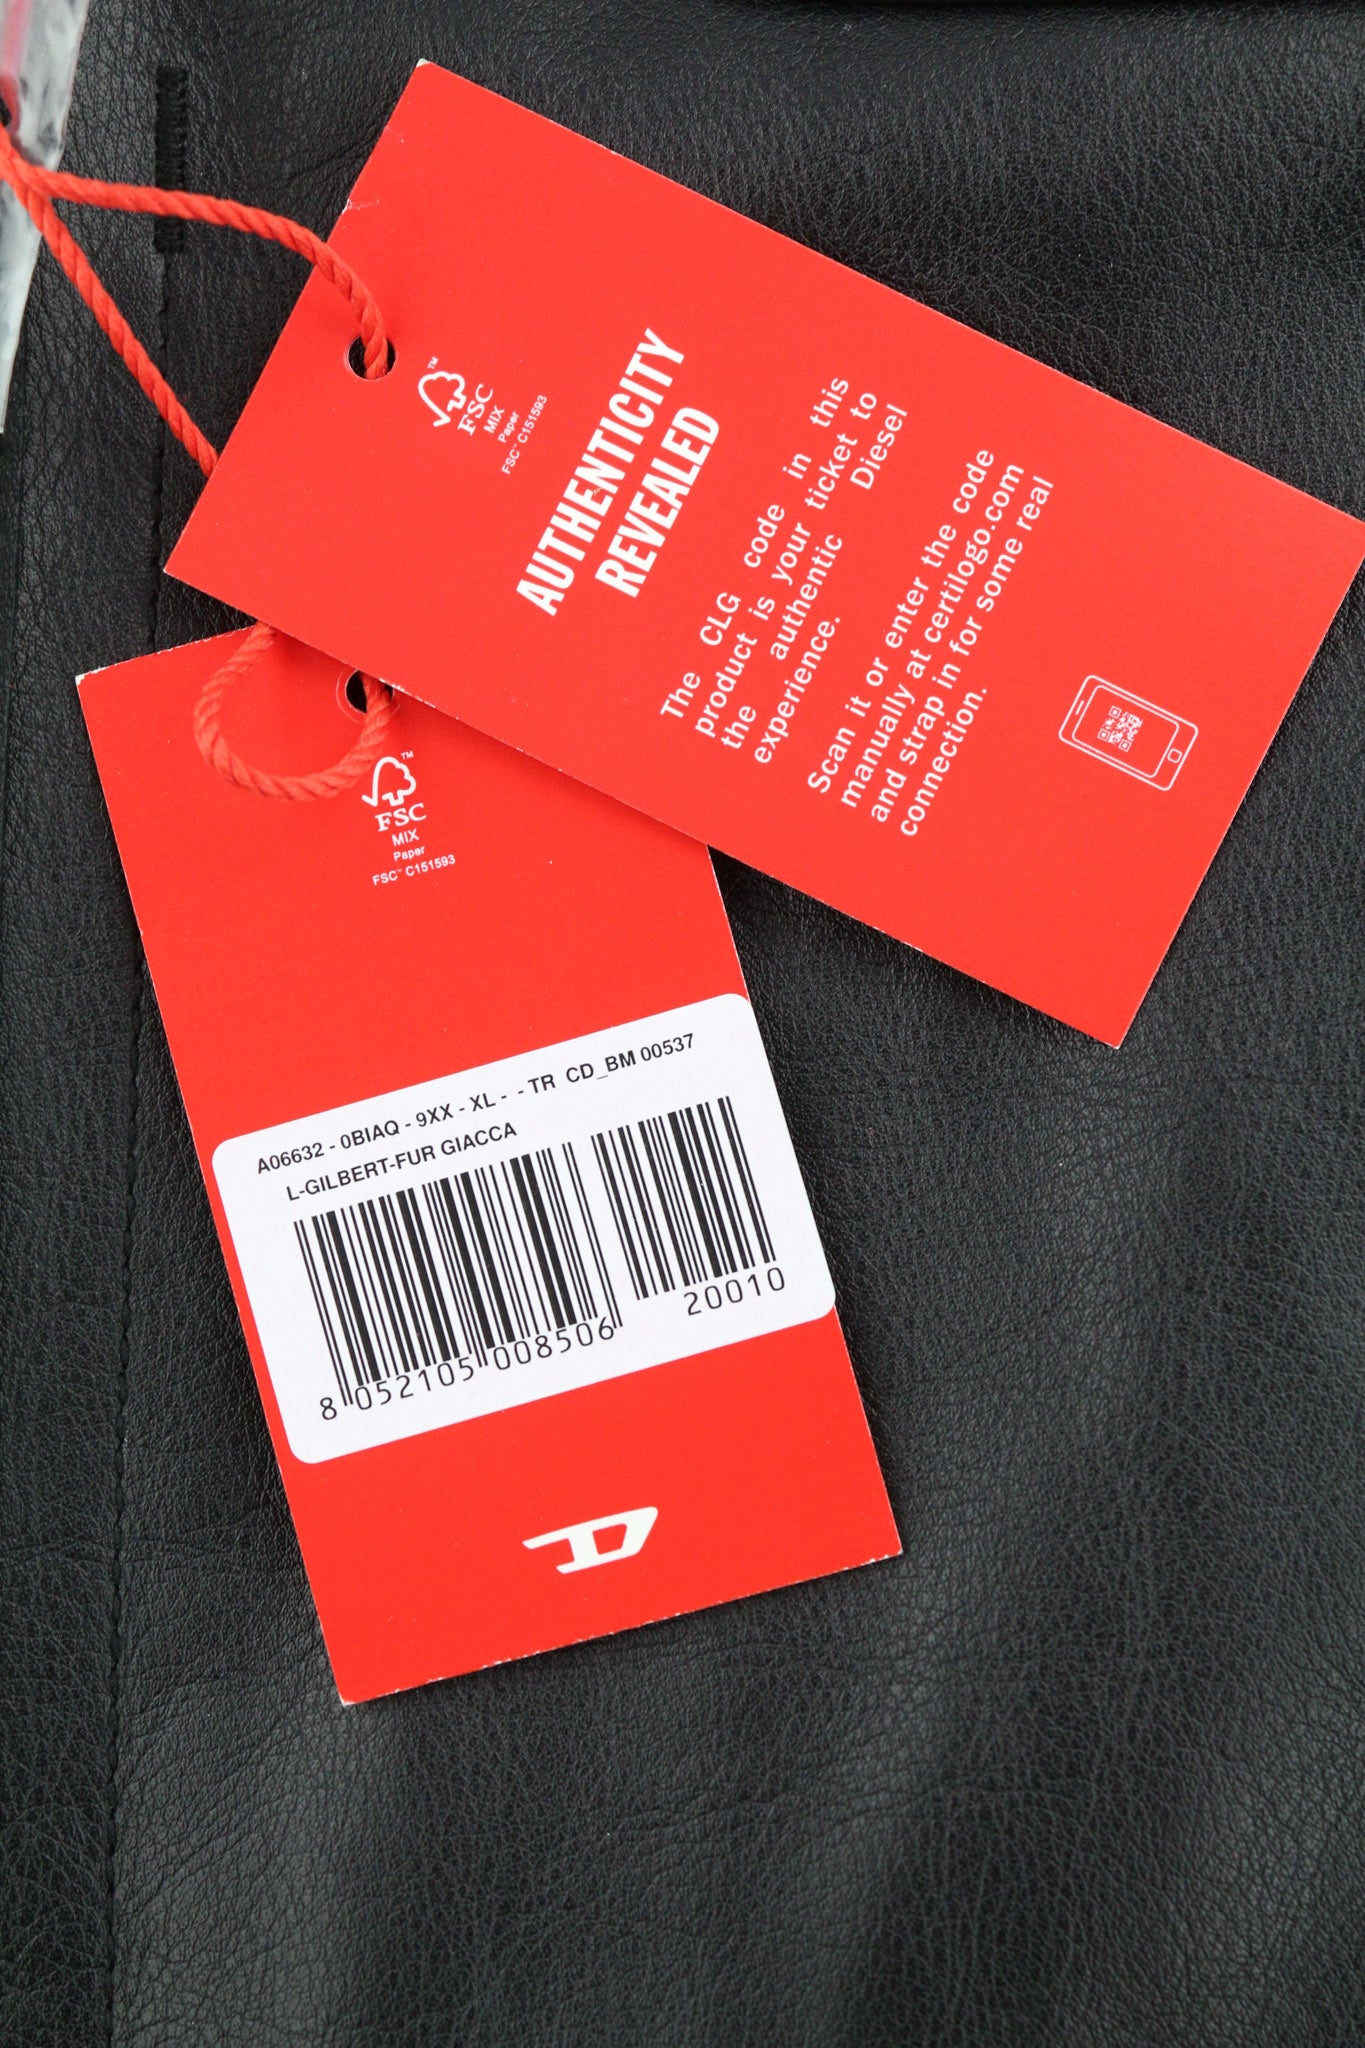 FSC™
MIX
Paper
FSC™ C151593
AUTHENTICITY
REVEALED
The CLG code in this
product is your ticket to
the authentic Diesel
experience.
Scan it or enter the code
manually at certilogo.com
and strap in for some real
connection.
FSC™
MIX
Paper
FSC™ C151593
A06632 - 0BIAQ - 9XX - XL - - TR CD_BM 00537
L-GILBERT-FUR GIACCA
8 052105 008506
20010
D